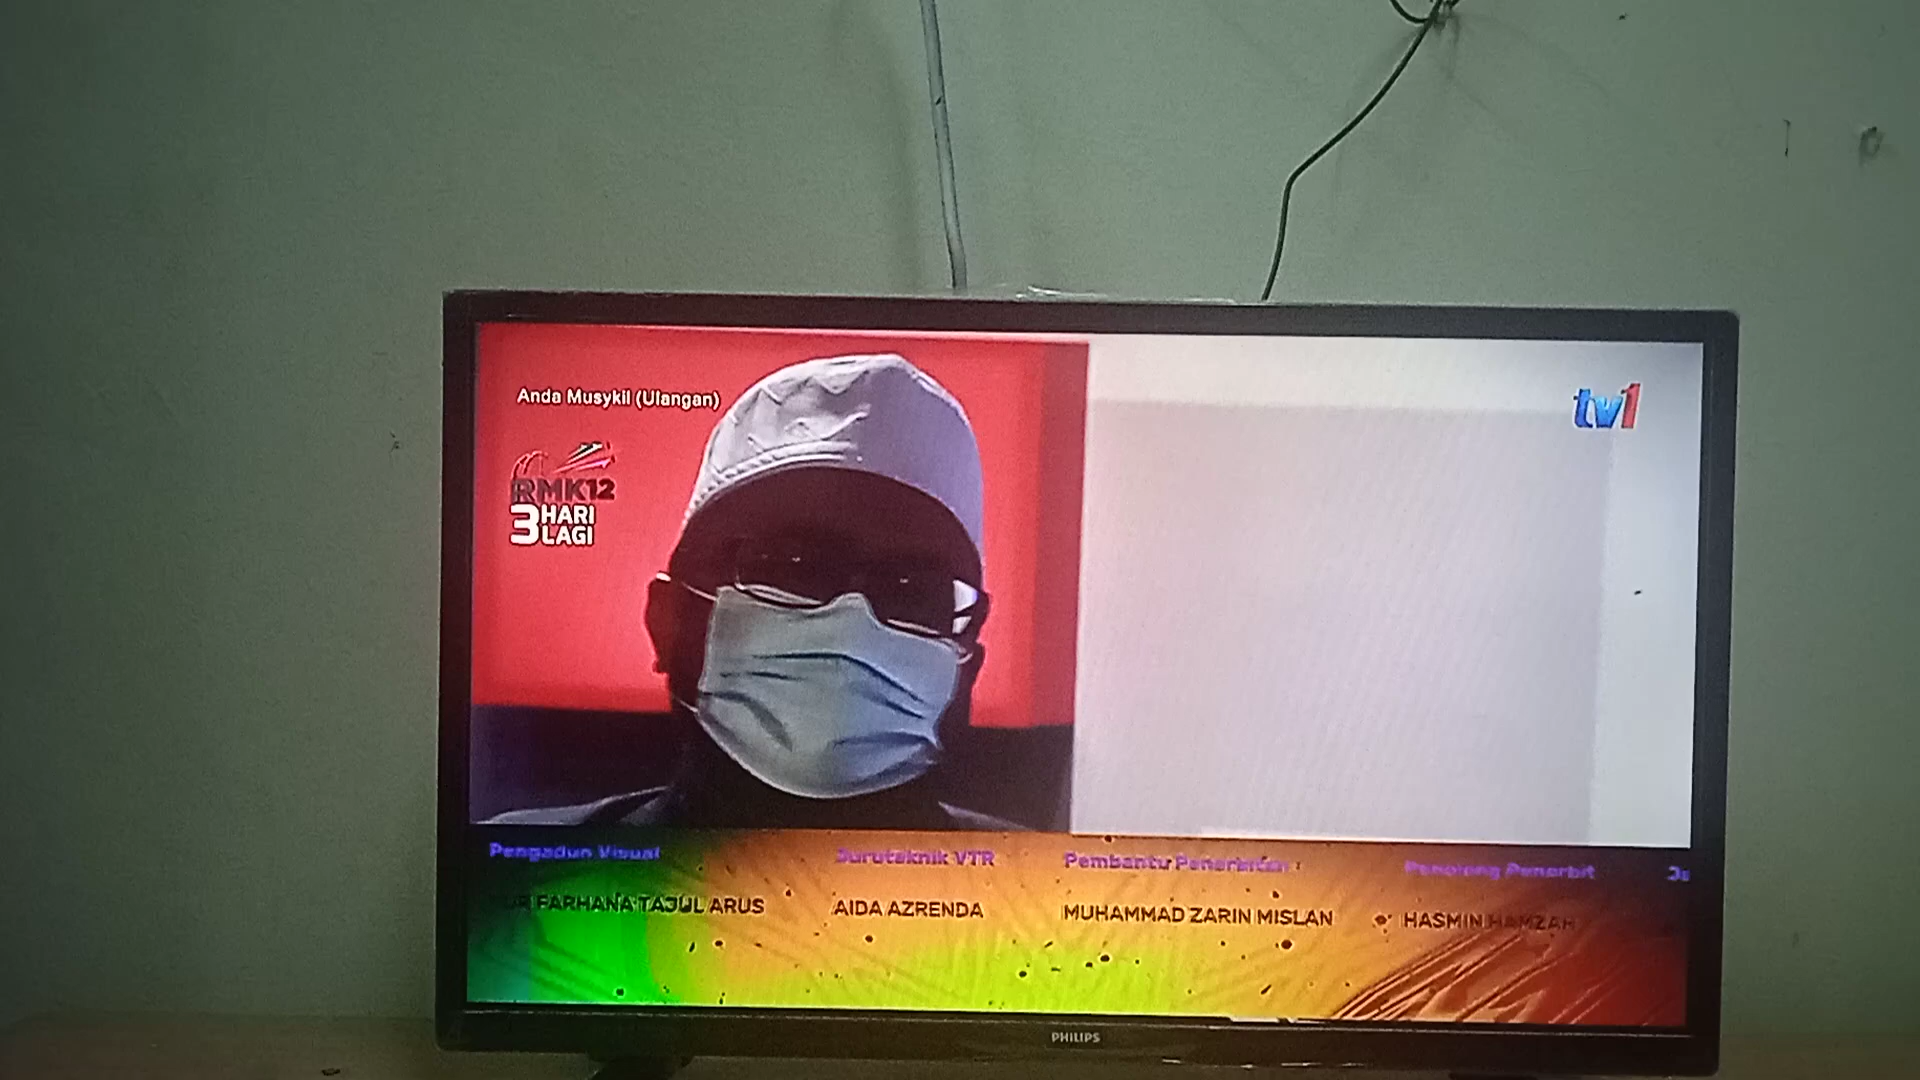 Anda Musykil (Ulangan)
tv1
RMK12
3 HARI
LAGI
Pengadun Visual
Juruteknik VTR
Pembantu Penerbitan
Penolong Penerbit
FARHANA TAJUL ARUS
AIDA AZRENDA
MUHAMMAD ZARIN MISLAN
HASMIN HAMZAH
PHILIPS